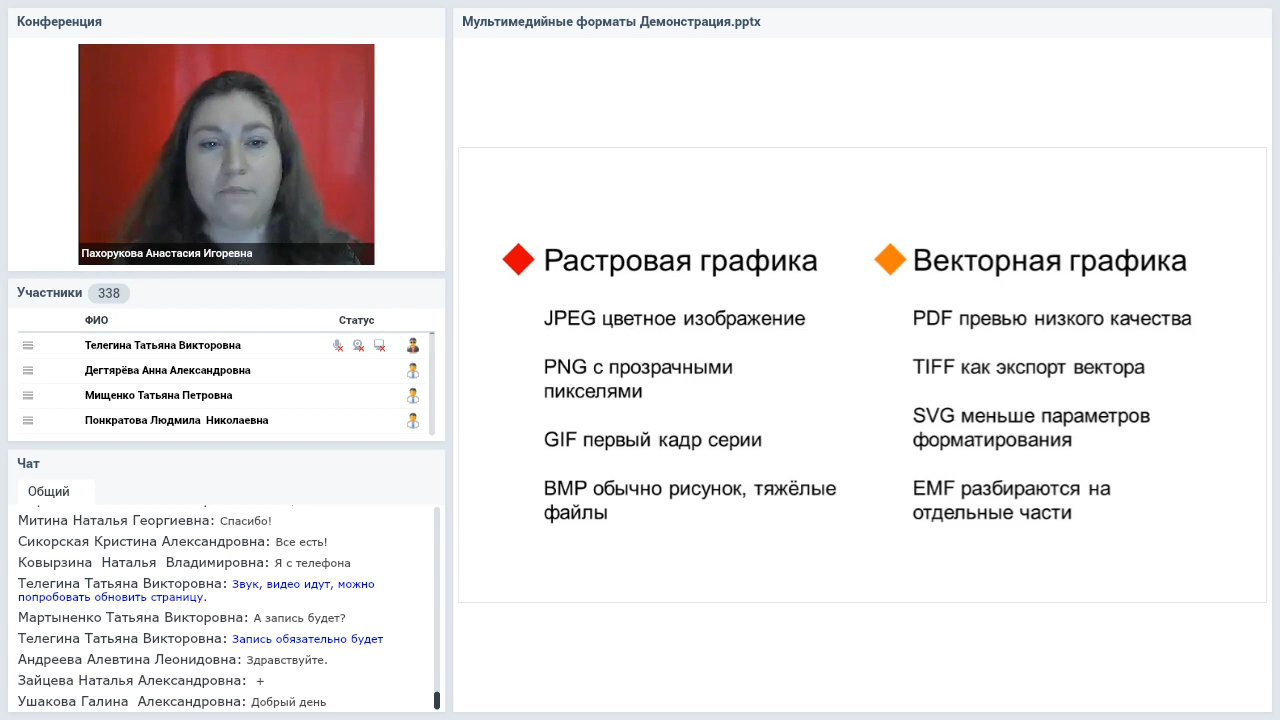 Конференция
Пахорукова Анастасия Игоревна
Участники 338
ФИО Статус
Телегина Татьяна Викторовна
Дегтярёва Анна Александровна
Мищенко Татьяна Петровна
Понкратова Людмила Николаевна
Чат
Общий
Митина Наталья Георгиевна: Спасибо!
Сикорская Кристина Александровна: Все есть!
Ковырзина Наталья Владимировна: Я с телефона
Телегина Татьяна Викторовна: Звук, видео идут, можно
попробовать обновить страницу.
Мартыненко Татьяна Викторовна: А запись будет?
Телегина Татьяна Викторовна: Запись обязательно будет
Андреева Алевтина Леонидовна: Здравствуйте.
Зайцева Наталья Александровна: +
Ушакова Галина Александровна: Добрый день
Мультимедийные форматы Демонстрация.pptx
Растровая графика
JPEG цветное изображение
PNG с прозрачными
пикселями
GIF первый кадр серии
BMP обычно рисунок, тяжёлые
файлы
Векторная графика
PDF превью низкого качества
TIFF как экспорт вектора
SVG меньше параметров
форматирования
EMF разбираются на
отдельные части